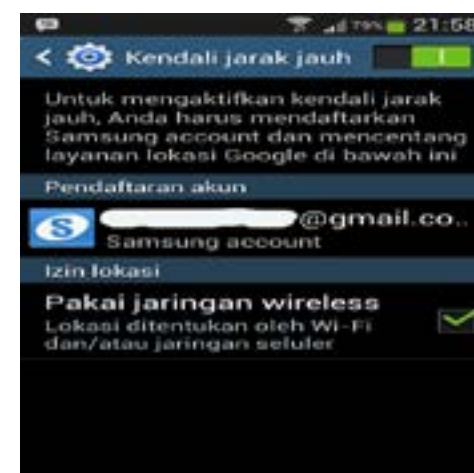 79% 21:58
< Kendali jarak jauh
Untuk mengaktifkan kendali jarak
jauh, Anda harus mendaftarkan
Samsung account dan mencentang
layanan lokasi Google di bawah ini
Pendaftaran akun
@gmail.co..
Samsung account
Izin lokasi
Pakai jaringan wireless
Lokasi ditentukan oleh Wi-Fi
dan/atau jaringan seluler